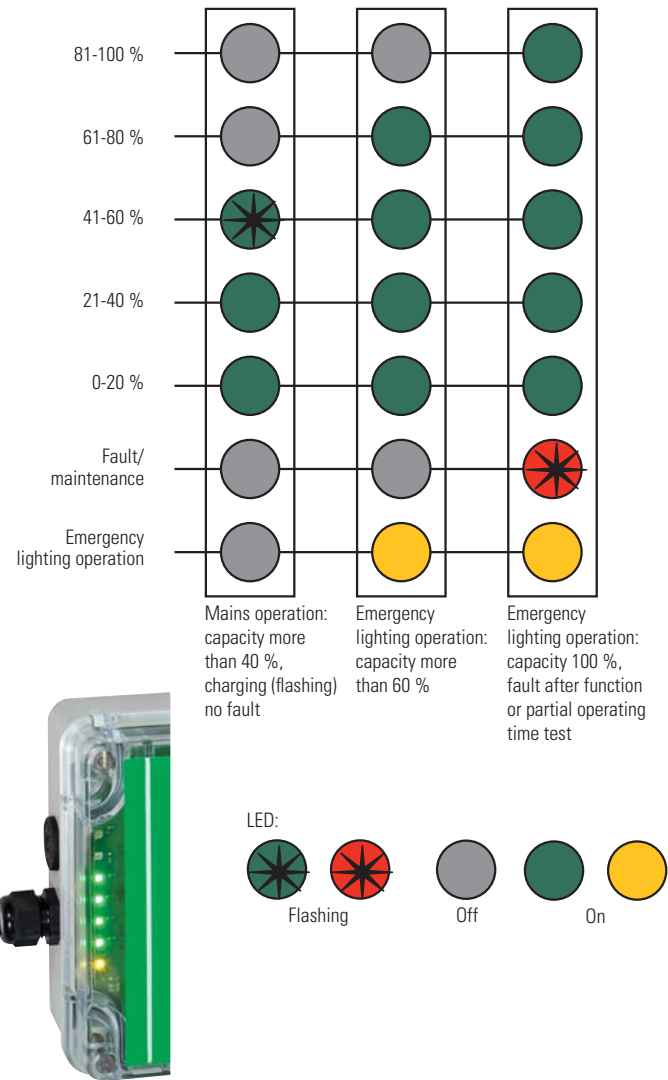 81-100 %
61-80 %
41-60 %
21-40 %
0-20 %
Fault/
maintenance
Emergency
lighting operation
Mains operation:
capacity more
than 40 %,
charging (flashing)
no fault
Emergency
lighting operation:
capacity more
than 60 %
Emergency
lighting operation:
capacity 100 %,
fault after function
or partial operating
time test
LED:
Flashing
Off
On